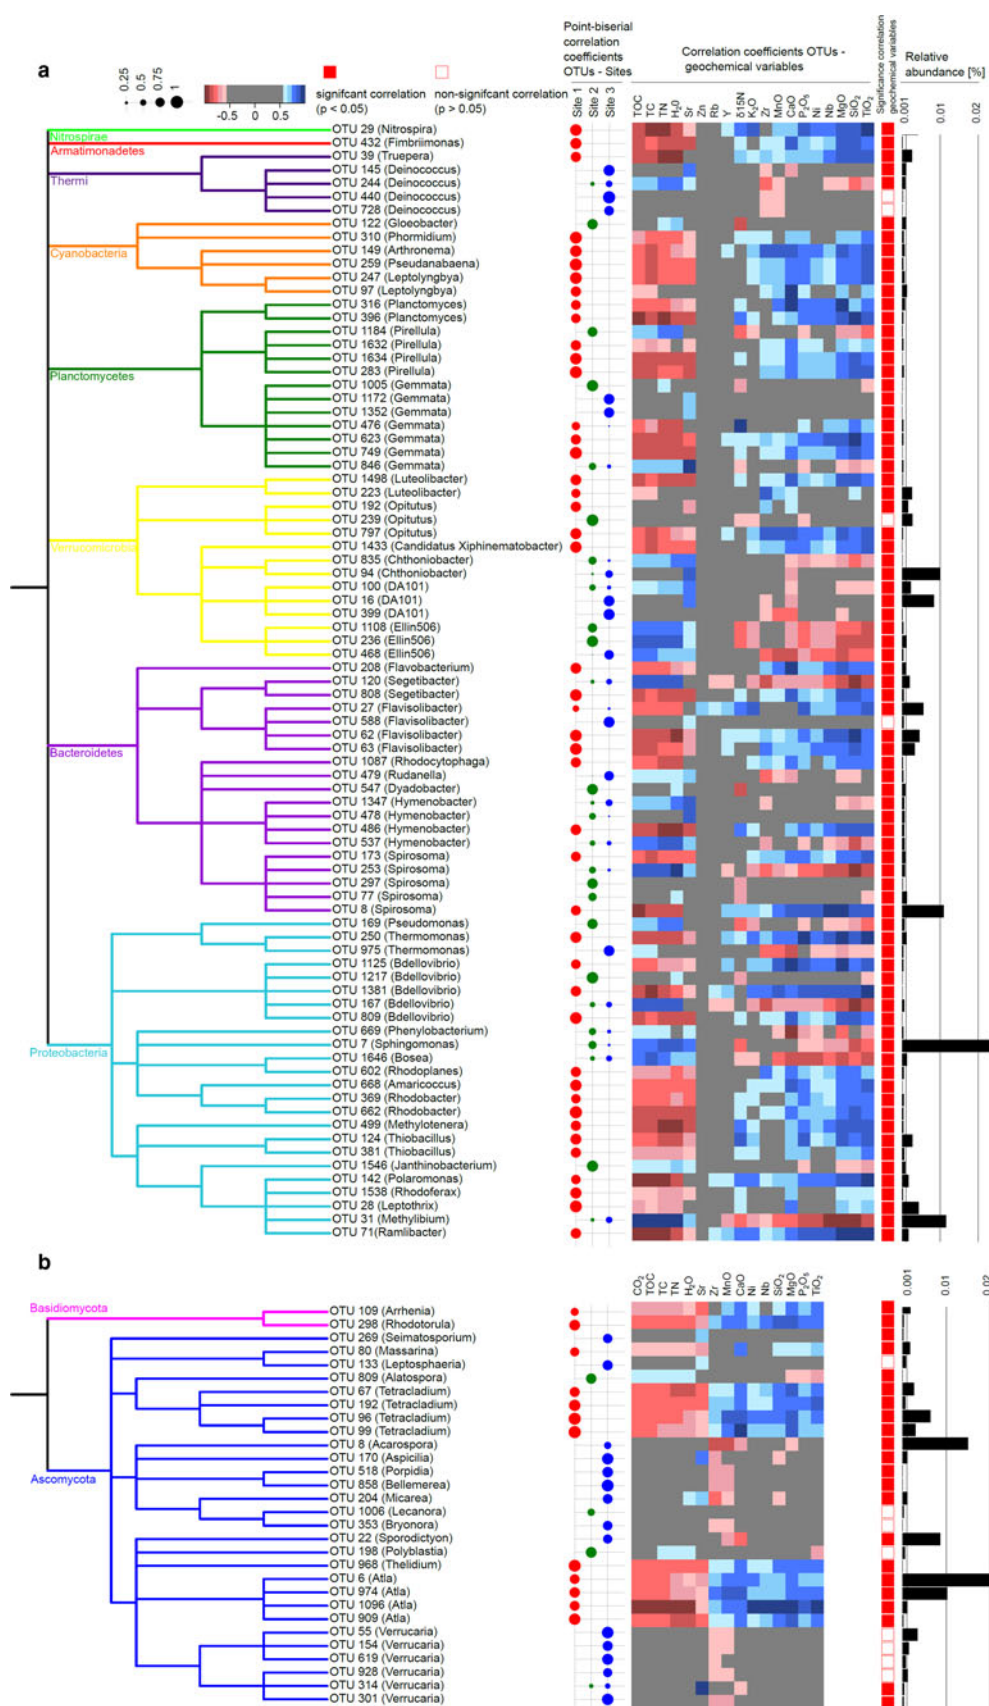 a
0.25
0.5
0.75
1
-0.5
0
0.5
signifcant correlation
(p < 0.05)
non-significant correlation
(p > 0.05)
Point-biserial
correlation
coefficients
OTUs - Sites
Correlation coefficients OTUs -
geochemical variables
Significance correlation
geochemical variables
Relative
abundance [%]
Site 1
Site 2
Site 3
TOC
TC
TN
H₂0
Sr
Zn
Rb
Y
δ15N
K₂O
Zr
MnO
CaO
P₂O₅
Ni
Nb
MgO
SiO₂
TiO₂
0.001
0.01
0.02
Nitrospirae
Armatimonadetes
Thermi
Cyanobacteria
Planctomycetes
Verrucomicrobia
Bacteroidetes
Proteobacteria
OTU 29 (Nitrospira)
OTU 432 (Fimbriimonas)
OTU 39 (Truepera)
OTU 145 (Deinococcus)
OTU 244 (Deinococcus)
OTU 440 (Deinococcus)
OTU 728 (Deinococcus)
OTU 122 (Gloeobacter)
OTU 310 (Phormidium)
OTU 149 (Arthronema)
OTU 259 (Pseudanabaena)
OTU 247 (Leptolyngbya)
OTU 97 (Leptolyngbya)
OTU 316 (Planctomyces)
OTU 396 (Planctomyces)
OTU 1184 (Pirellula)
OTU 1632 (Pirellula)
OTU 1634 (Pirellula)
OTU 283 (Pirellula)
OTU 1005 (Gemmata)
OTU 1172 (Gemmata)
OTU 1352 (Gemmata)
OTU 476 (Gemmata)
OTU 623 (Gemmata)
OTU 749 (Gemmata)
OTU 846 (Gemmata)
OTU 1498 (Luteolibacter)
OTU 223 (Luteolibacter)
OTU 192 (Opitutus)
OTU 239 (Opitutus)
OTU 797 (Opitutus)
OTU 1433 (Candidatus Xiphinematobacter)
OTU 835 (Chthoniobacter)
OTU 94 (Chthoniobacter)
OTU 100 (DA101)
OTU 16 (DA101)
OTU 399 (DA101)
OTU 1108 (Ellin506)
OTU 236 (Ellin506)
OTU 468 (Ellin506)
OTU 208 (Flavobacterium)
OTU 120 (Segetibacter)
OTU 808 (Segetibacter)
OTU 27 (Flavisolibacter)
OTU 588 (Flavisolibacter)
OTU 62 (Flavisolibacter)
OTU 63 (Flavisolibacter)
OTU 1087 (Rhodocytophaga)
OTU 479 (Rudanella)
OTU 547 (Dyadobacter)
OTU 1347 (Hymenobacter)
OTU 478 (Hymenobacter)
OTU 486 (Hymenobacter)
OTU 537 (Hymenobacter)
OTU 173 (Spirosoma)
OTU 253 (Spirosoma)
OTU 297 (Spirosoma)
OTU 77 (Spirosoma)
OTU 8 (Spirosoma)
OTU 169 (Pseudomonas)
OTU 250 (Thermomonas)
OTU 975 (Thermomonas)
OTU 1125 (Bdellovibrio)
OTU 1217 (Bdellovibrio)
OTU 1381 (Bdellovibrio)
OTU 167 (Bdellovibrio)
OTU 809 (Bdellovibrio)
OTU 669 (Phenylobacterium)
OTU 7 (Sphingomonas)
OTU 1646 (Bosea)
OTU 602 (Rhodoplanes)
OTU 668 (Amaricoccus)
OTU 369 (Rhodobacter)
OTU 662 (Rhodobacter)
OTU 499 (Methylotenera)
OTU 124 (Thiobacillus)
OTU 381 (Thiobacillus)
OTU 1546 (Janthinobacterium)
OTU 142 (Polaromonas)
OTU 1538 (Rhodoferax)
OTU 28 (Leptothrix)
OTU 31 (Methylibium)
OTU 71(Ramlibacter)
b
CO₂
TOC
TC
TN
H₂O
Sr
Zr
MnO
CaO
Ni
Nb
SiO₂
MgO
P₂O₅
TiO₂
0.001
0.01
0.02
Basidiomycota
Ascomycota
OTU 109 (Arrhenia)
OTU 298 (Rhodotorula)
OTU 269 (Seimatosporium)
OTU 80 (Massarina)
OTU 133 (Leptosphaeria)
OTU 809 (Alatospora)
OTU 67 (Tetracladium)
OTU 192 (Tetracladium)
OTU 96 (Tetracladium)
OTU 99 (Tetracladium)
OTU 8 (Acarospora)
OTU 170 (Aspicilia)
OTU 518 (Porpidia)
OTU 858 (Bellemerea)
OTU 204 (Micarea)
OTU 1006 (Lecanora)
OTU 353 (Bryonora)
OTU 22 (Sporodictyon)
OTU 198 (Polyblastia)
OTU 968 (Thelidium)
OTU 6 (Atla)
OTU 974 (Atla)
OTU 1096 (Atla)
OTU 909 (Atla)
OTU 55 (Verrucaria)
OTU 154 (Verrucaria)
OTU 619 (Verrucaria)
OTU 928 (Verrucaria)
OTU 314 (Verrucaria)
OTU 301 (Verrucaria)